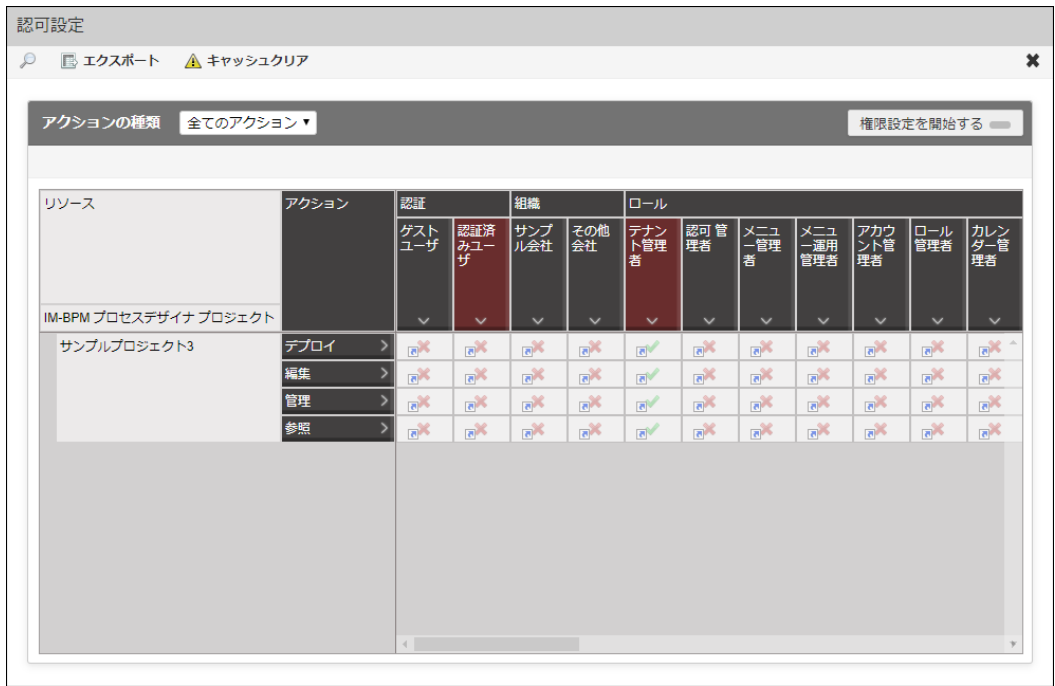 認可設定
エクスポート キャッシュクリア
アクションの種類 全てのアクション 権限設定を開始する
リソース アクション 認証 組織 ロール
ゲスト
ユーザ
認証済
みユー
ザ
サンプ
ル会社
その他
会社
テナン
ト管理
者
認可 管
理者
メニュ
ー管理
者
メニュ
ー運用
管理者
アカウ
ント管
理者
ロール
管理者
カレン
ダー管
理者
IM-BPM プロセスデザイナ プロジェクト
サンプルプロジェクト3 デプロイ
編集
管理
参照